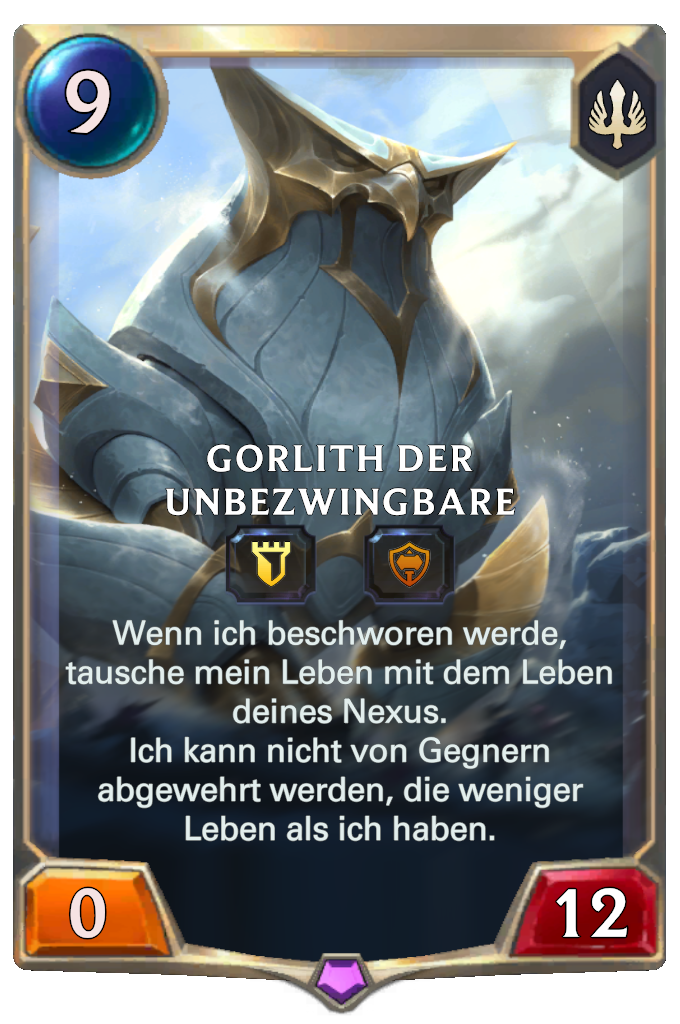 9
GORLITH DER
UNBEZWINGBARE
Wenn ich beschworen werde,
tausche mein Leben mit dem Leben
deines Nexus.
Ich kann nicht von Gegnern
abgewehrt werden, die weniger
Leben als ich haben.
0
12